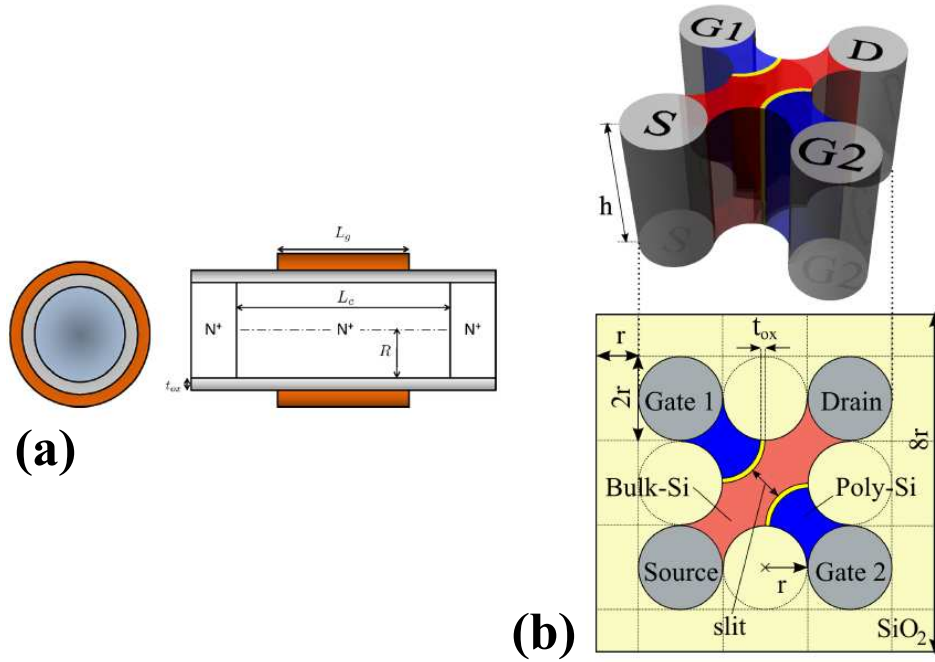 L_g
L_c
N⁺
N⁺
N⁺
R
t_ox
(a)
G1
D
S
G2
h
S
G2
r
t_ox
2r
Gate 1
Drain
8r
Bulk-Si
Poly-Si
Source
r
Gate 2
slit
SiO₂
(b)